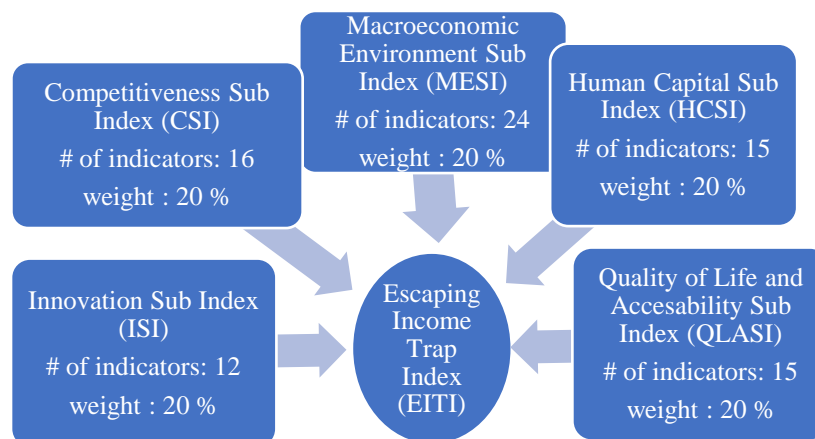 Competitiveness Sub
Index (CSI)
# of indicators: 16
weight : 20 %
Macroeconomic
Environment Sub
Index (MESI)
# of indicators: 24
weight : 20 %
Human Capital Sub
Index (HCSI)
# of indicators: 15
weight : 20 %
Innovation Sub Index
(ISI)
# of indicators: 12
weight : 20 %
Escaping
Income
Trap
Index
(EITI)
Quality of Life and
Accesability Sub
Index (QLASI)
# of indicators: 15
weight : 20 %